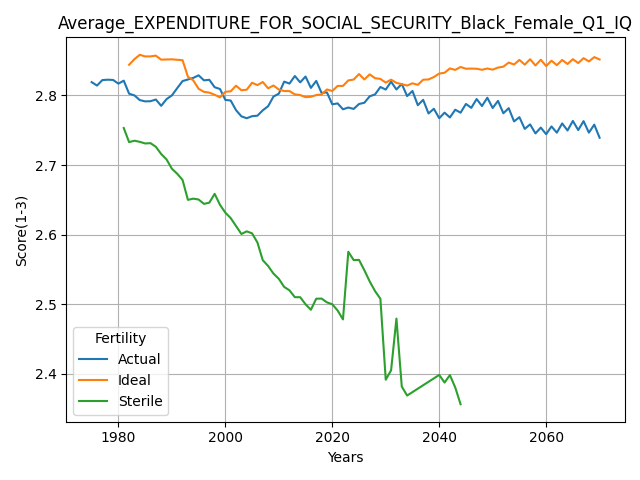 Average_EXPENDITURE_FOR_SOCIAL_SECURITY_Black_Female_Q1_IQ
Score(1-3)
2.8
2.7
2.6
2.5
2.4
Fertility
Actual
Ideal
Sterile
1980 2000 2020 2040 2060
Years